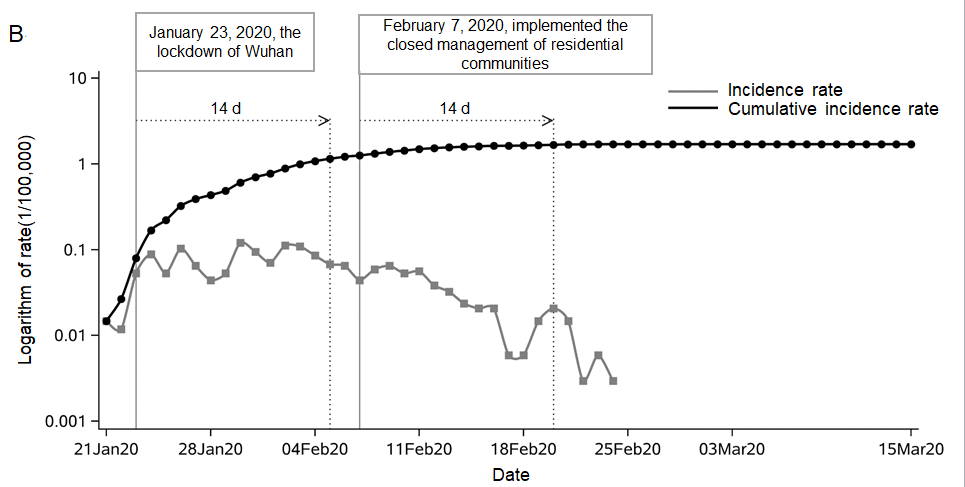 B
January 23, 2020, the
lockdown of Wuhan
February 7, 2020, implemented the
closed management of residential
communities
Incidence rate
Cumulative incidence rate
14 d
14 d
Logarithm of rate(1/100,000)
10
1
0.1
0.01
0.001
21Jan20 28Jan20 04Feb20 11Feb20 18Feb20 25Feb20 03Mar20 15Mar20
Date